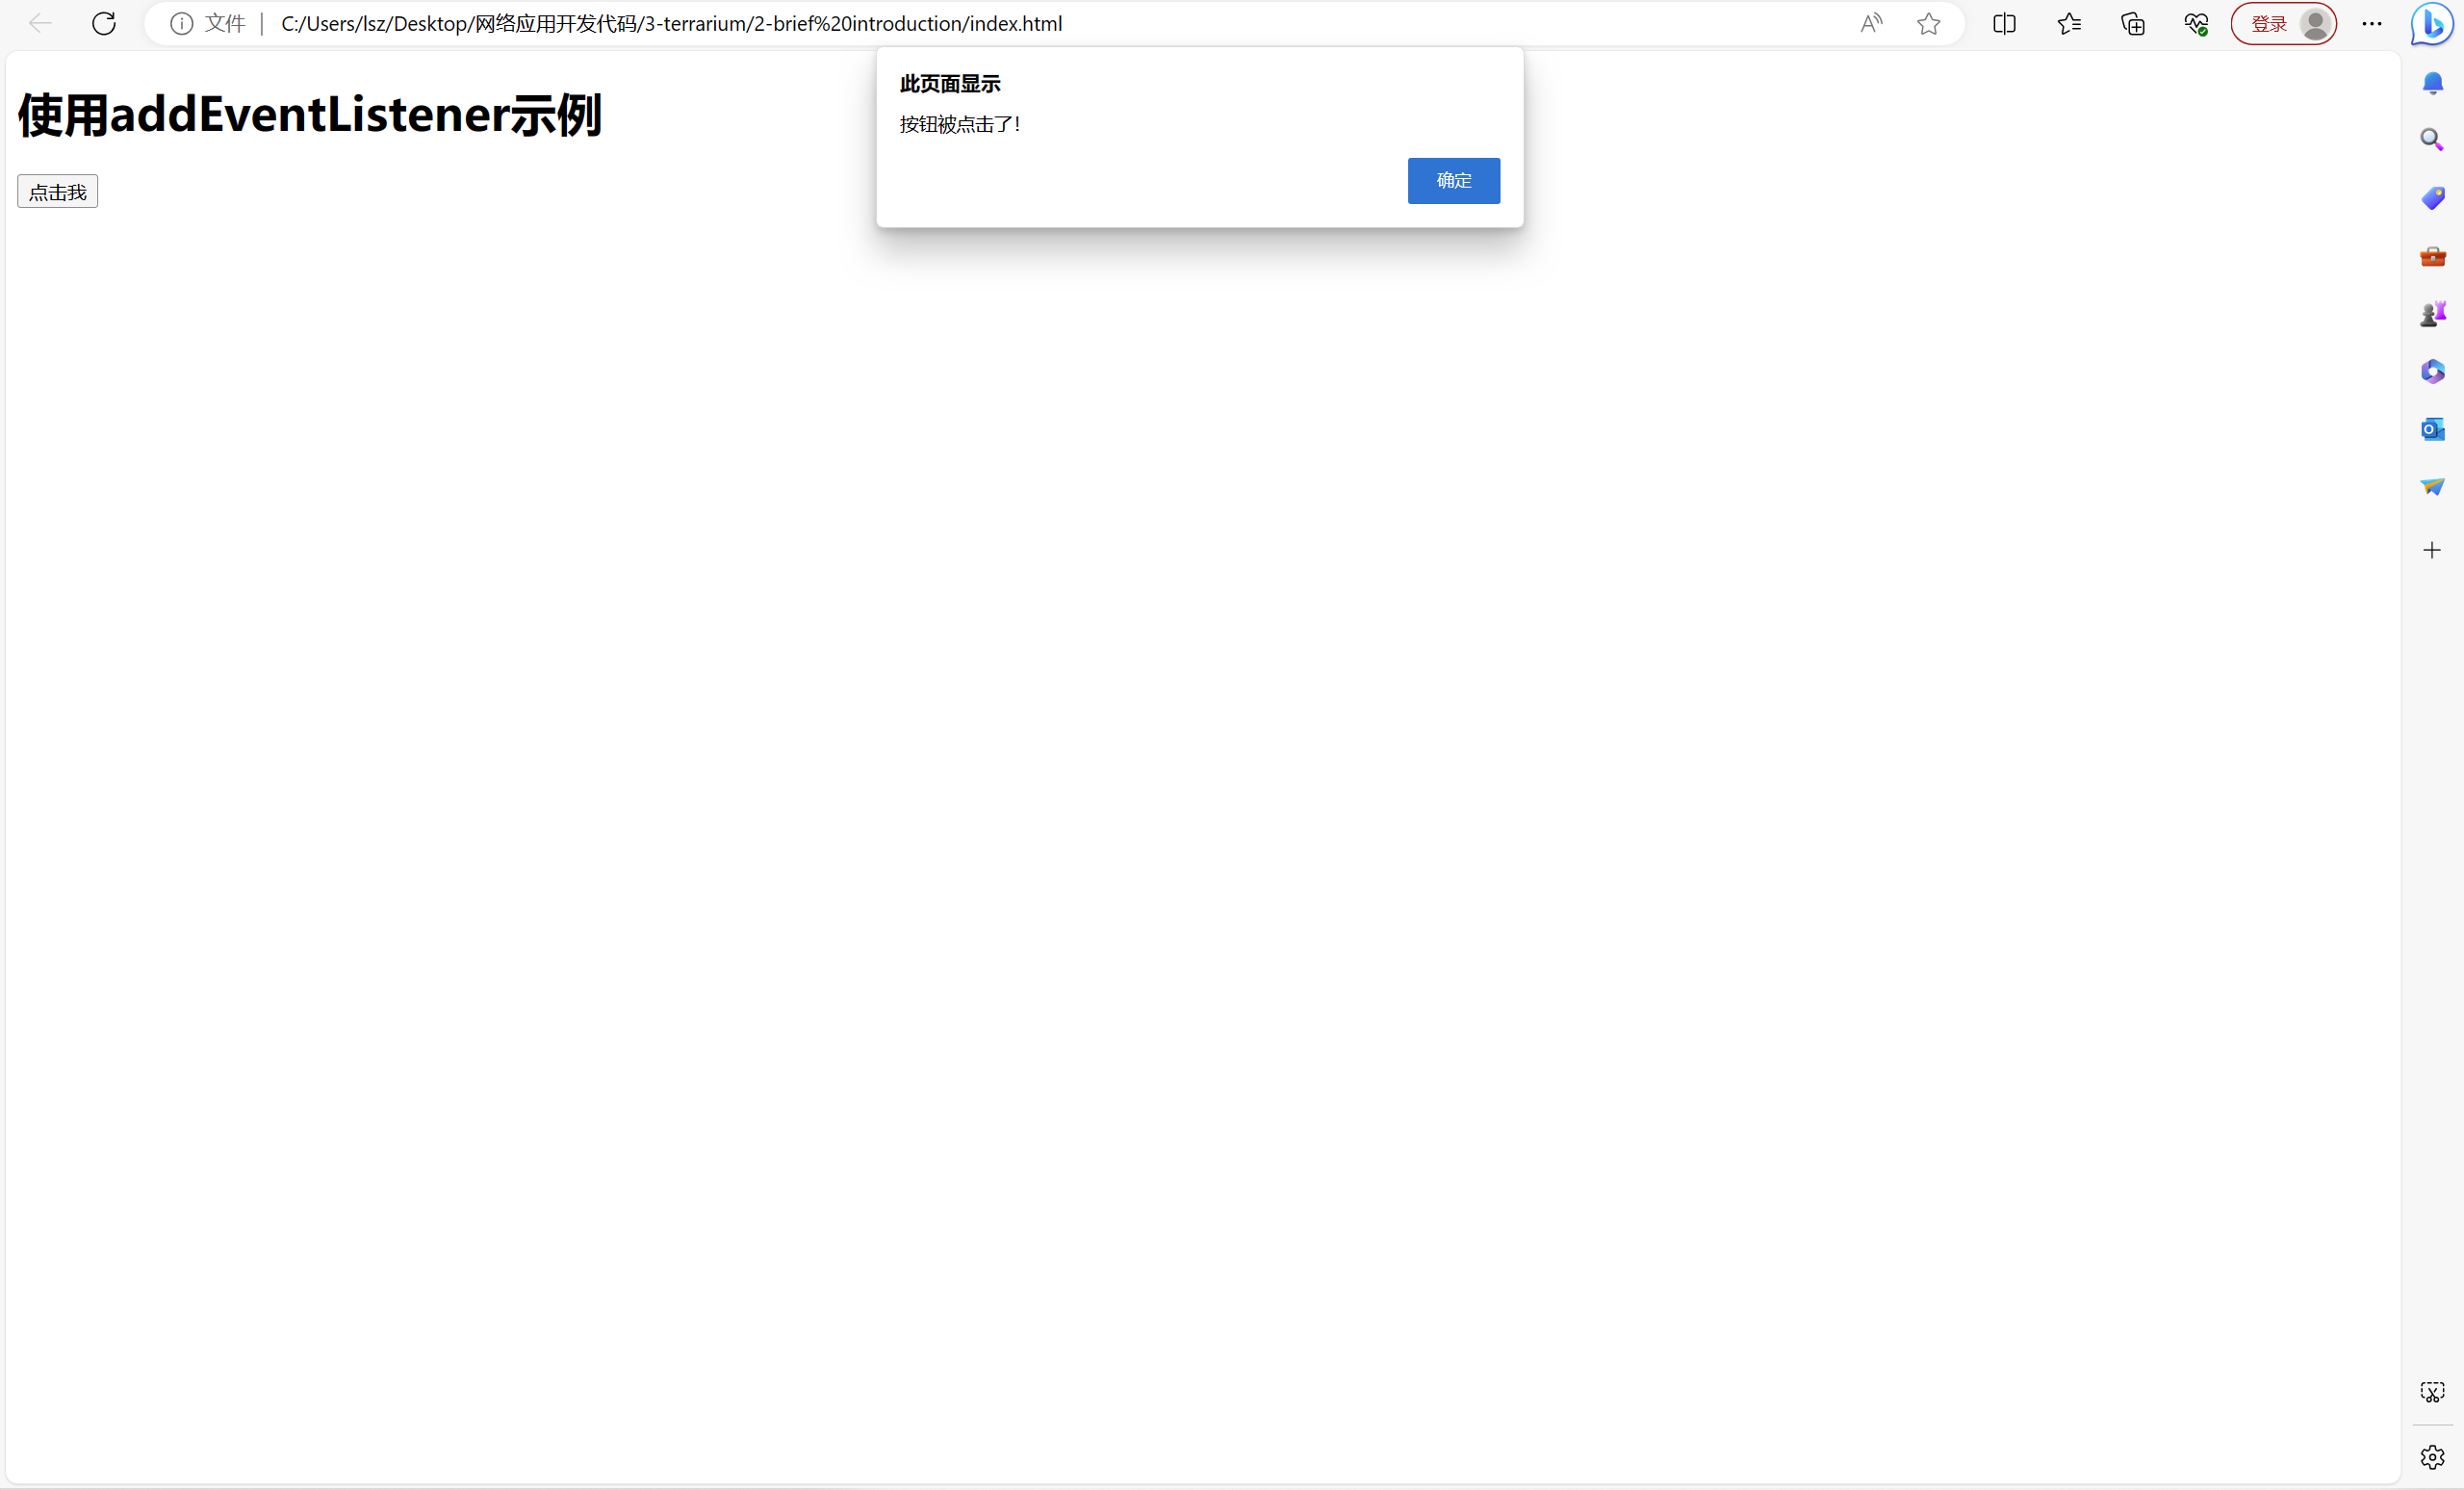 文件 C:/Users/lsz/Desktop/网络应用开发代码/3-terrarium/2-brief%20introduction/index.html
登录
此页面显示
按钮被点击了!
确定
使用addEventListener示例
点击我